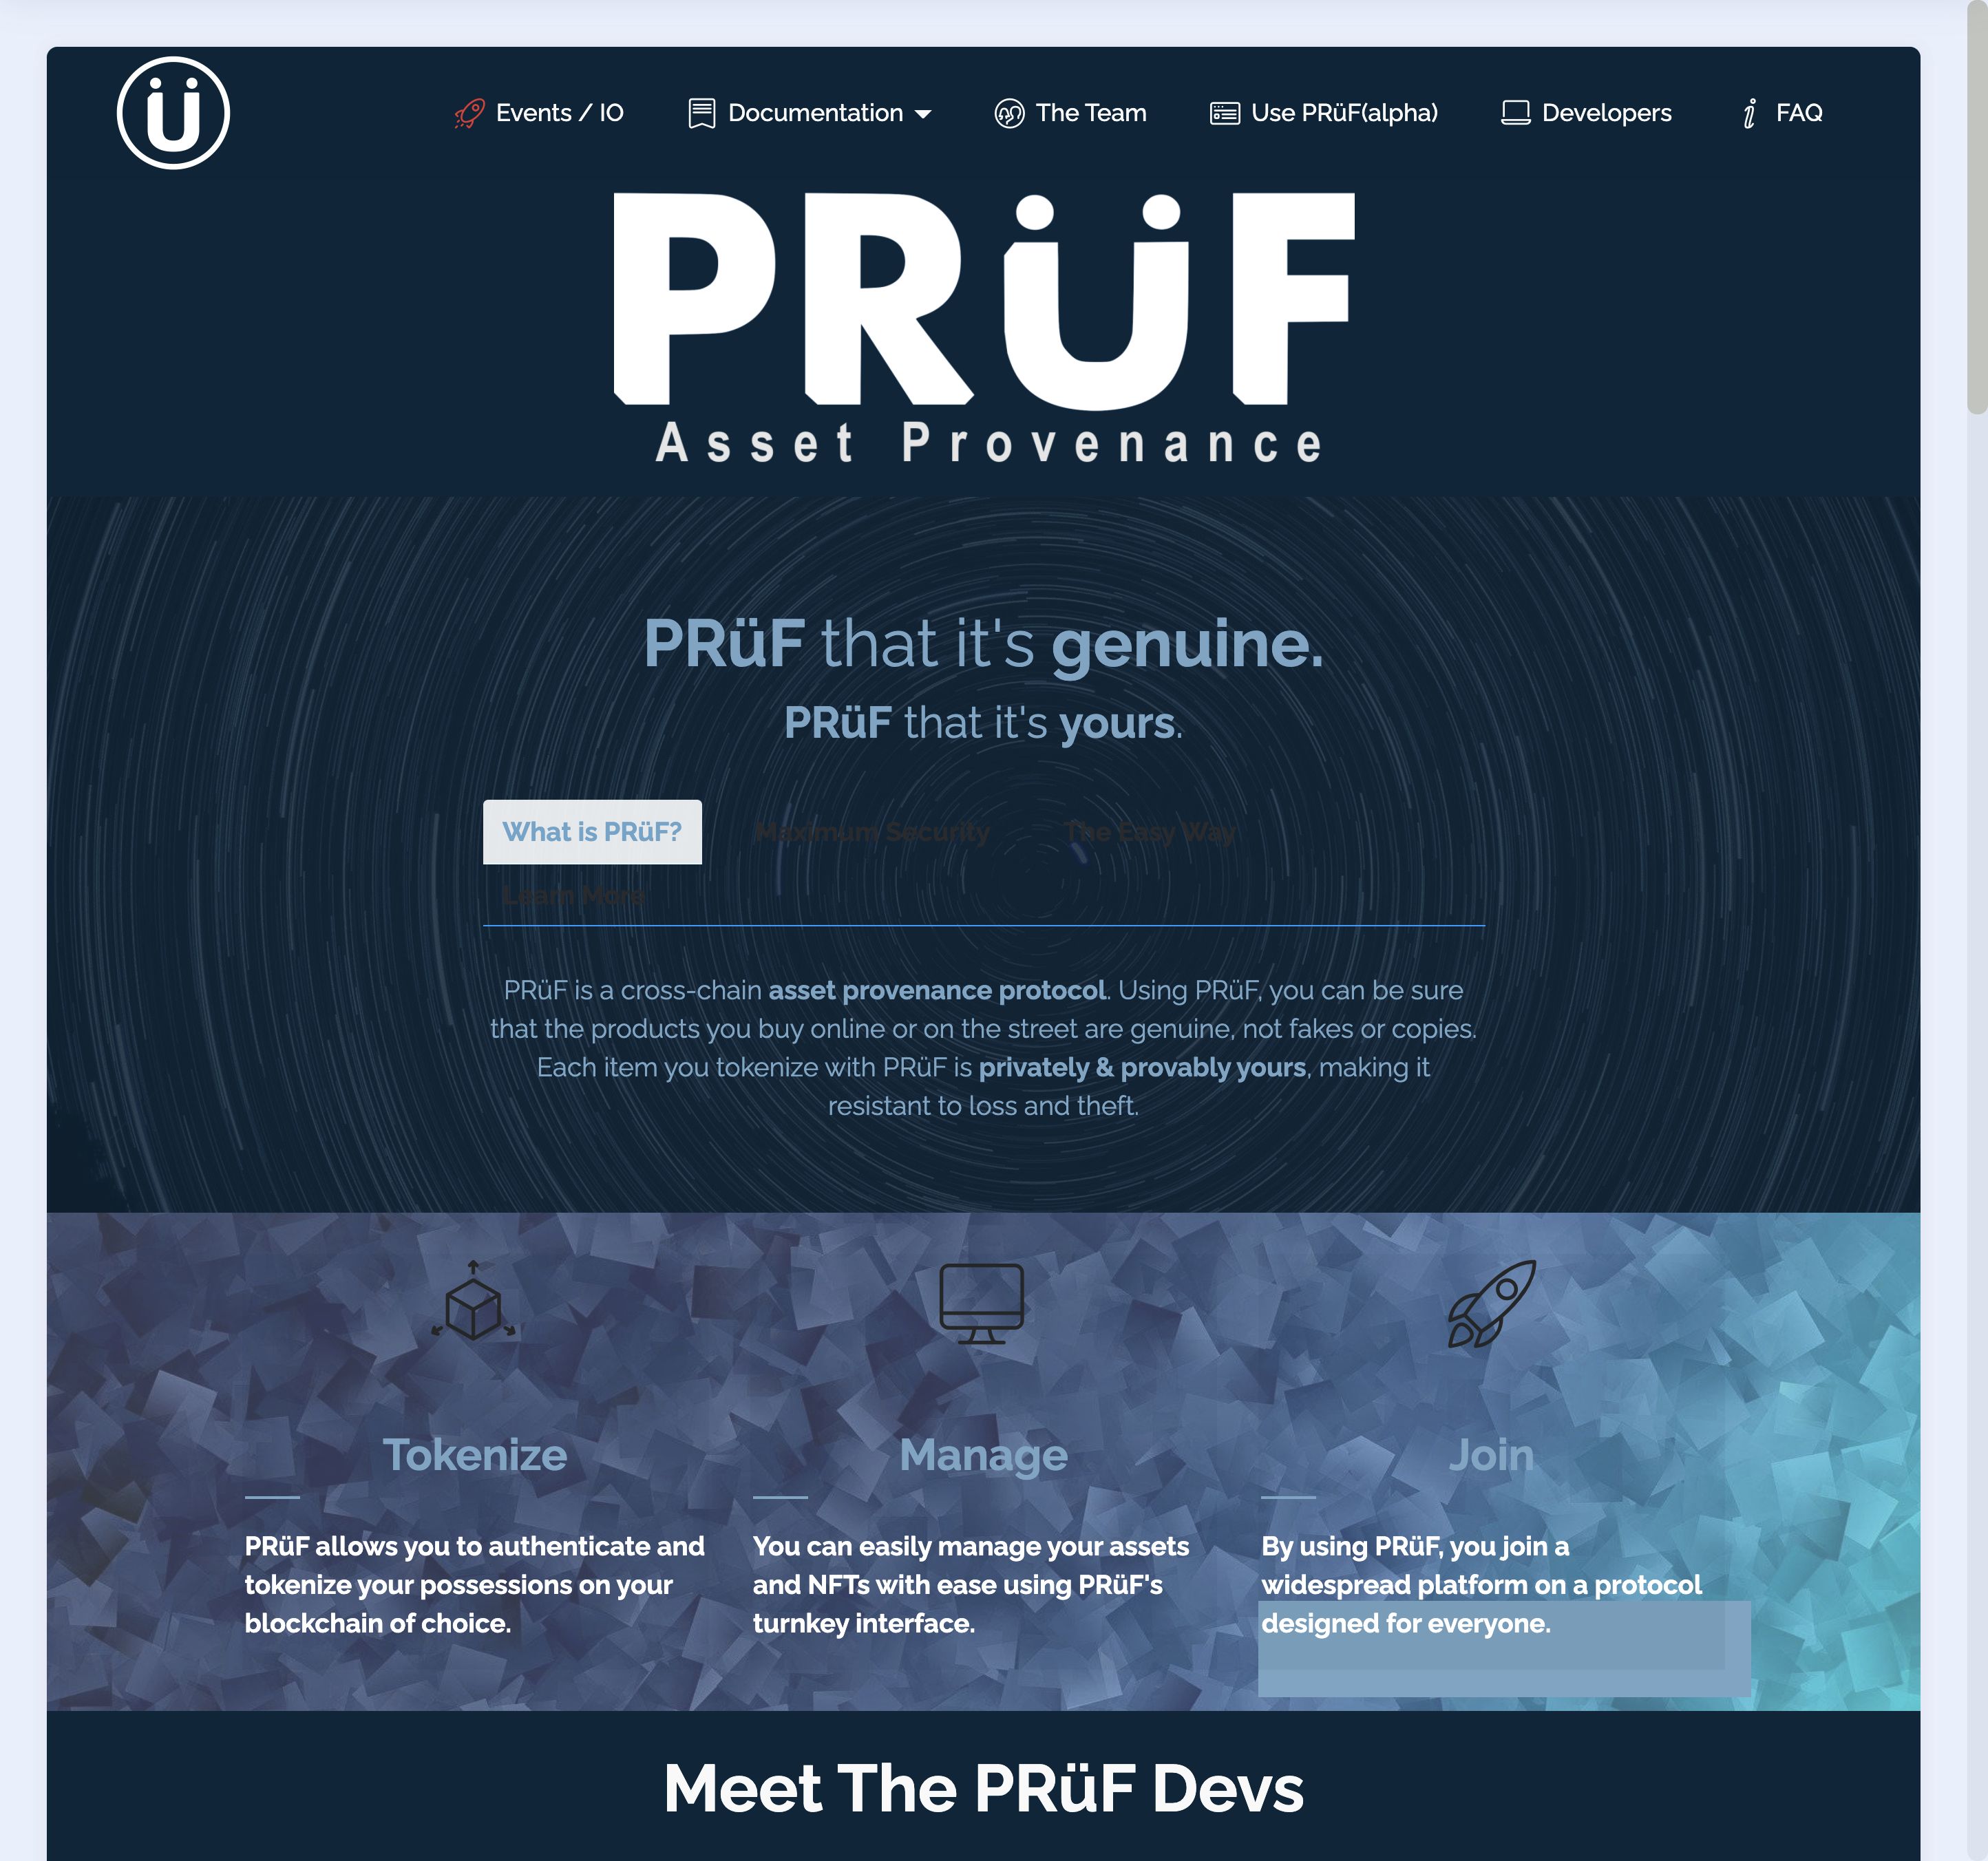 Ü
Events / IO
Documentation
The Team
Use PRüF(alpha)
Developers
FAQ
PRÜF
Asset Provenance
PRüF that it's genuine.
PRüF that it's yours.
What is PRüF?
Maximum Security
The Easy Way
Learn More
PRüF is a cross-chain asset provenance protocol. Using PRüF, you can be sure
that the products you buy online or on the street are genuine, not fakes or copies.
Each item you tokenize with PRüF is privately & provably yours, making it
resistant to loss and theft.
Tokenize
PRüF allows you to authenticate and
tokenize your possessions on your
blockchain of choice.
Manage
You can easily manage your assets
and NFTs with ease using PRüF's
turnkey interface.
Join
By using PRüF, you join a
widespread platform on a protocol
designed for everyone.
Meet The PRüF Devs